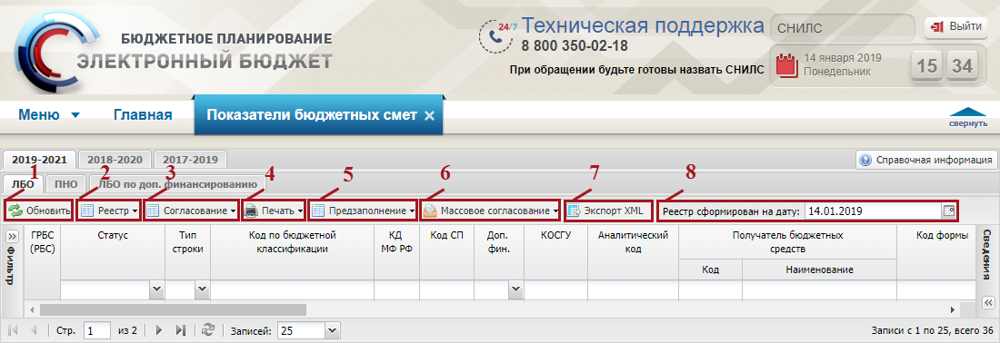 БЮДЖЕТНОЕ ПЛАНИРОВАНИЕ
ЭЛЕКТРОННЫЙ БЮДЖЕТ
24/7 Техническая поддержка
8 800 350-02-18
При обращении будьте готовы назвать СНИЛС
СНИЛС
Выйти
14 января 2019
Понедельник
15 34
Меню Главная Показатели бюджетных смет
свернуть
2019-2021 2018-2020 2017-2019 Справочная информация
1 2 3 4 5 6 7 8
ЛБО ПНО ЛБО по доп. финансированию
Обновить Реестр Согласование Печать Предзаполнение Массовое согласование Экспорт XML Реестр сформирован на дату: 14.01.2019
Фильтр
ГРБС (РБС)
Статус
Тип строки
Код по бюджетной классификации
КД МФ РФ
Код СП
Доп. фин.
КОСГУ
Аналитический код
Получатель бюджетных средств
Код Наименование
Код формы
Сведения
Стр. 1 из 2 Записей: 25 Записи с 1 по 25, всего 36